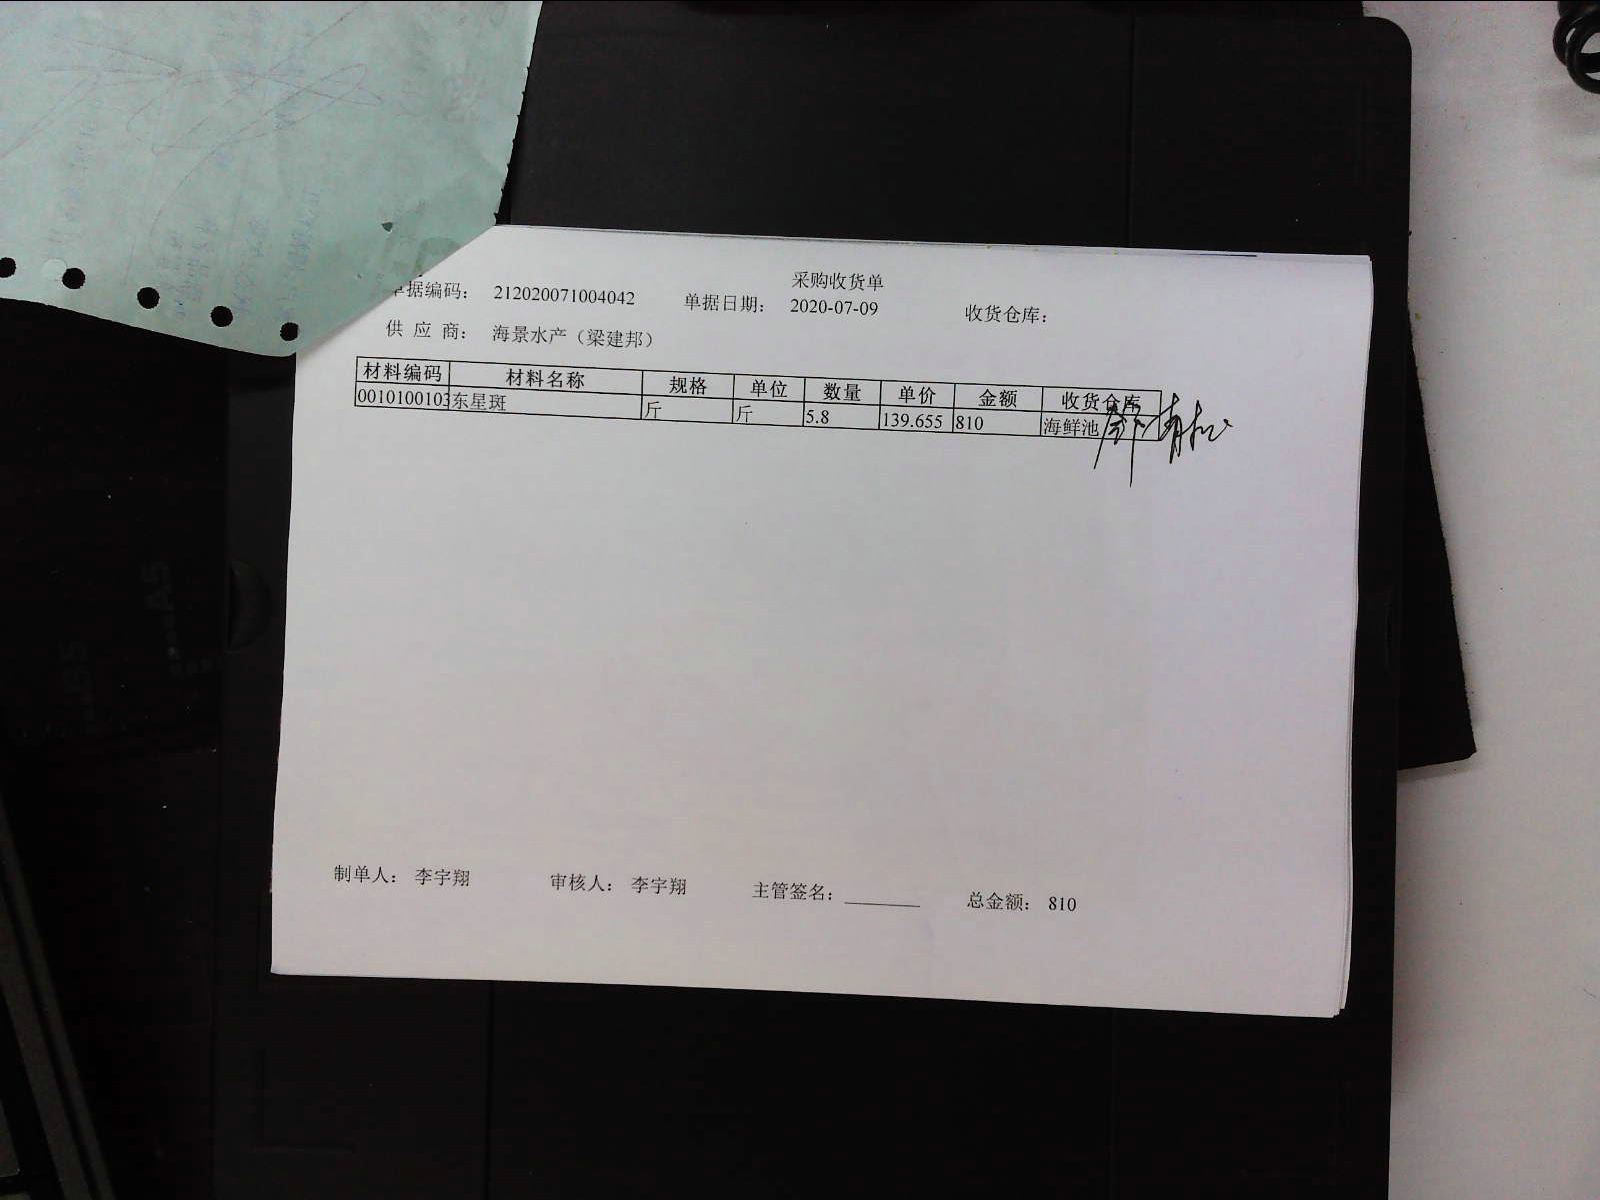 采购收货单
单据编码： 212020071004042 单据日期： 2020-07-09 收货仓库：
供 应 商： 海景水产（梁建邦）
材料编码 材料名称 规格 单位 数量 单价 金额 收货仓库
0010100103 东星斑 斤 斤 5.8 139.655 810 海鲜池
制单人： 李宇翔 审核人： 李宇翔 主管签名： 总金额： 810